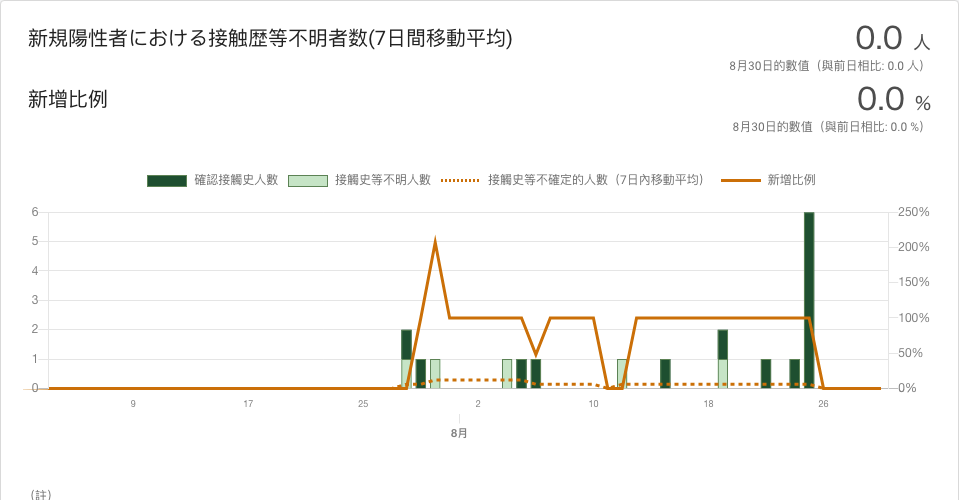 新規陽性者における接触歴等不明者数(7日間移動平均)
0.0 人
8月30日的數值（與前日相比: 0.0 人）
新增比例
0.0 %
8月30日的數值（與前日相比: 0.0 %）
確認接觸史人數 接觸史等不明人數 接觸史等不確定的人數（7日內移動平均） 新增比例
6 250%
5 200%
4 150%
3 100%
2 50%
1 0%
0
9 17 25 2 10 18 26
8月
（註）